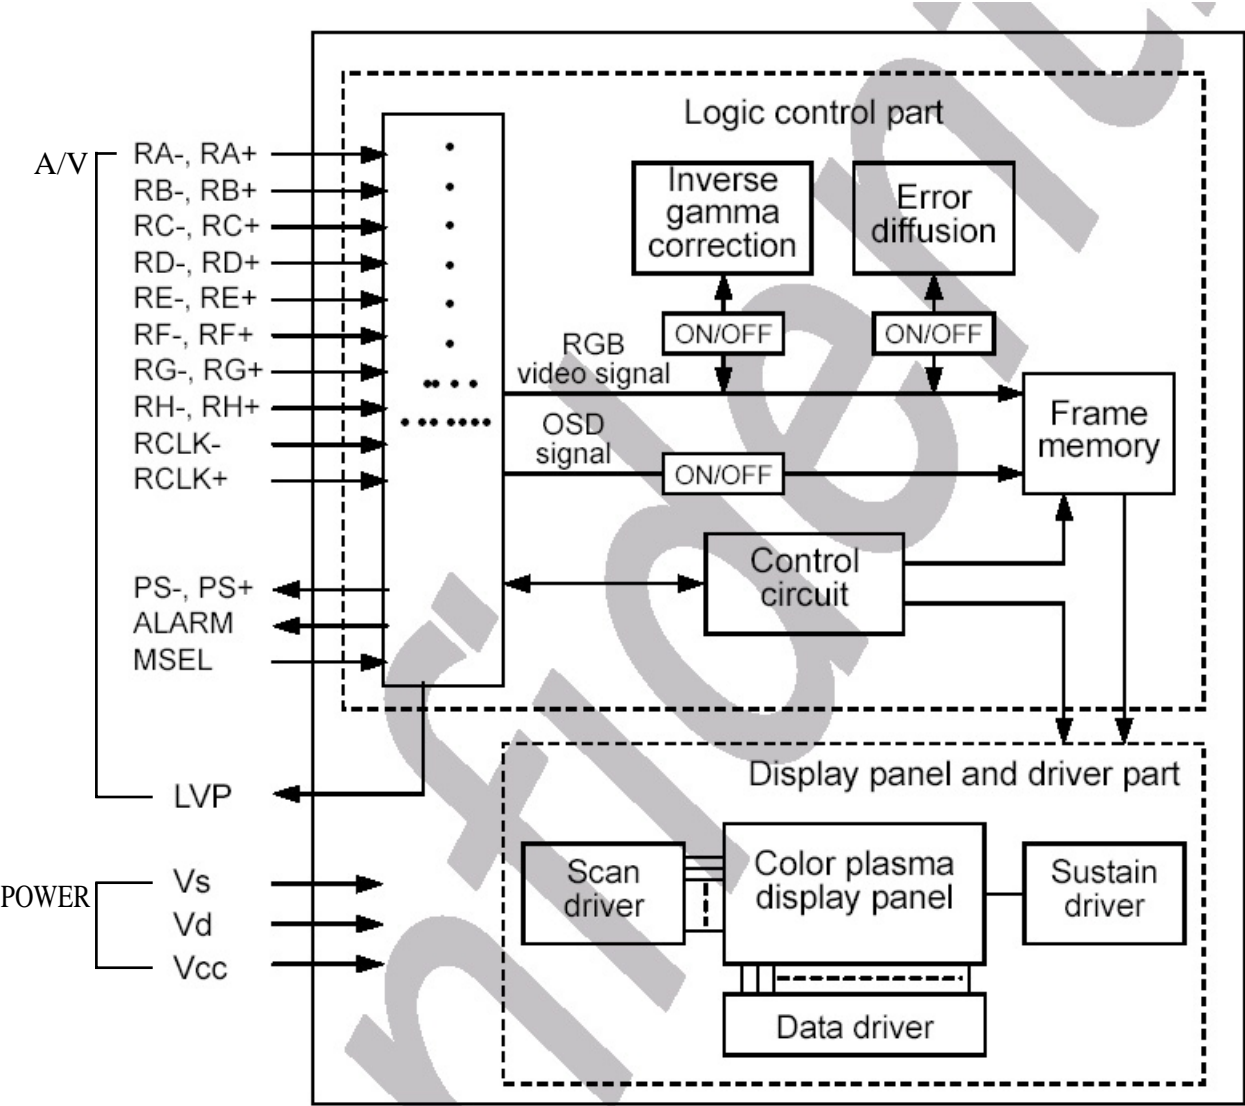 Logic control part
A/V
RA-, RA+
RB-, RB+
RC-, RC+
RD-, RD+
RE-, RE+
RF-, RF+
RG-, RG+
RH-, RH+
RCLK-
RCLK+
PS-, PS+
ALARM
MSEL
LVP
POWER
Vs
Vd
Vcc
Inverse
gamma
correction
Error
diffusion
ON/OFF
ON/OFF
RGB
video signal
OSD
signal
ON/OFF
Frame
memory
Control
circuit
Display panel and driver part
Scan
driver
Color plasma
display panel
Sustain
driver
Data driver